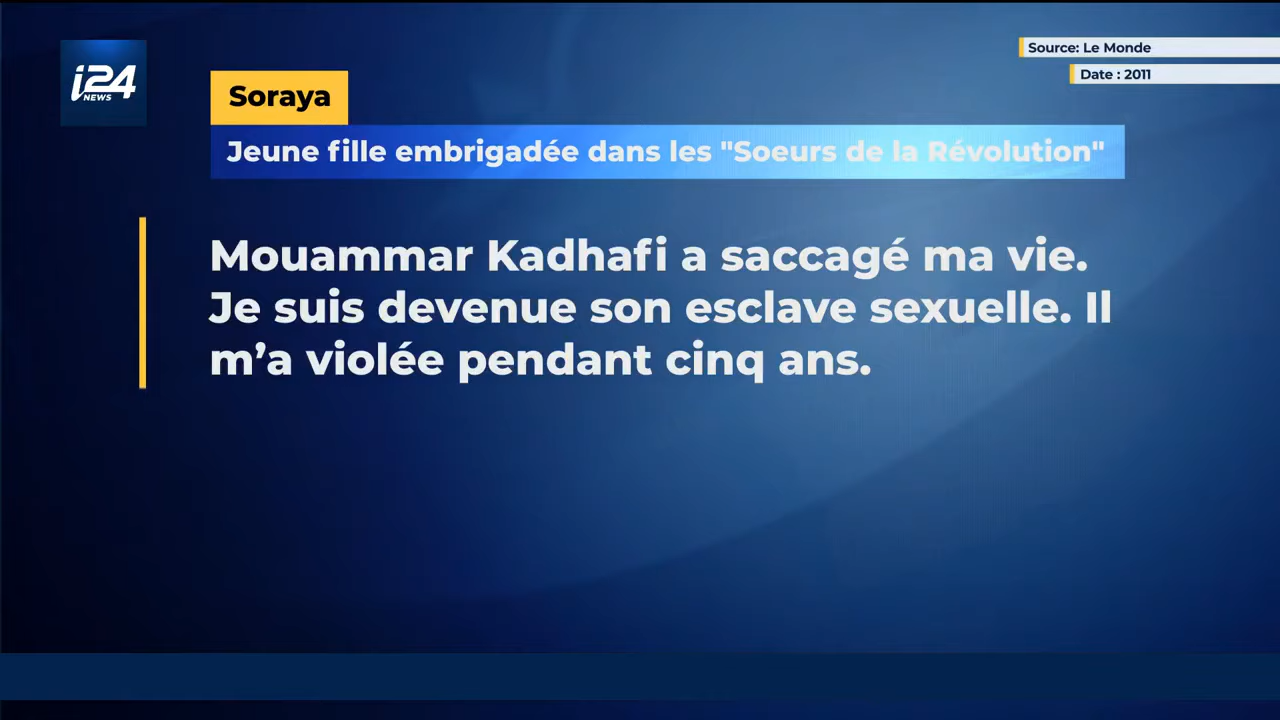 i24
NEWS
Source: Le Monde
Date : 2011
Soraya
Jeune fille embrigadée dans les "Soeurs de la Révolution"
Mouammar Kadhafi a saccagé ma vie.
Je suis devenue son esclave sexuelle. Il
m’a violée pendant cinq ans.